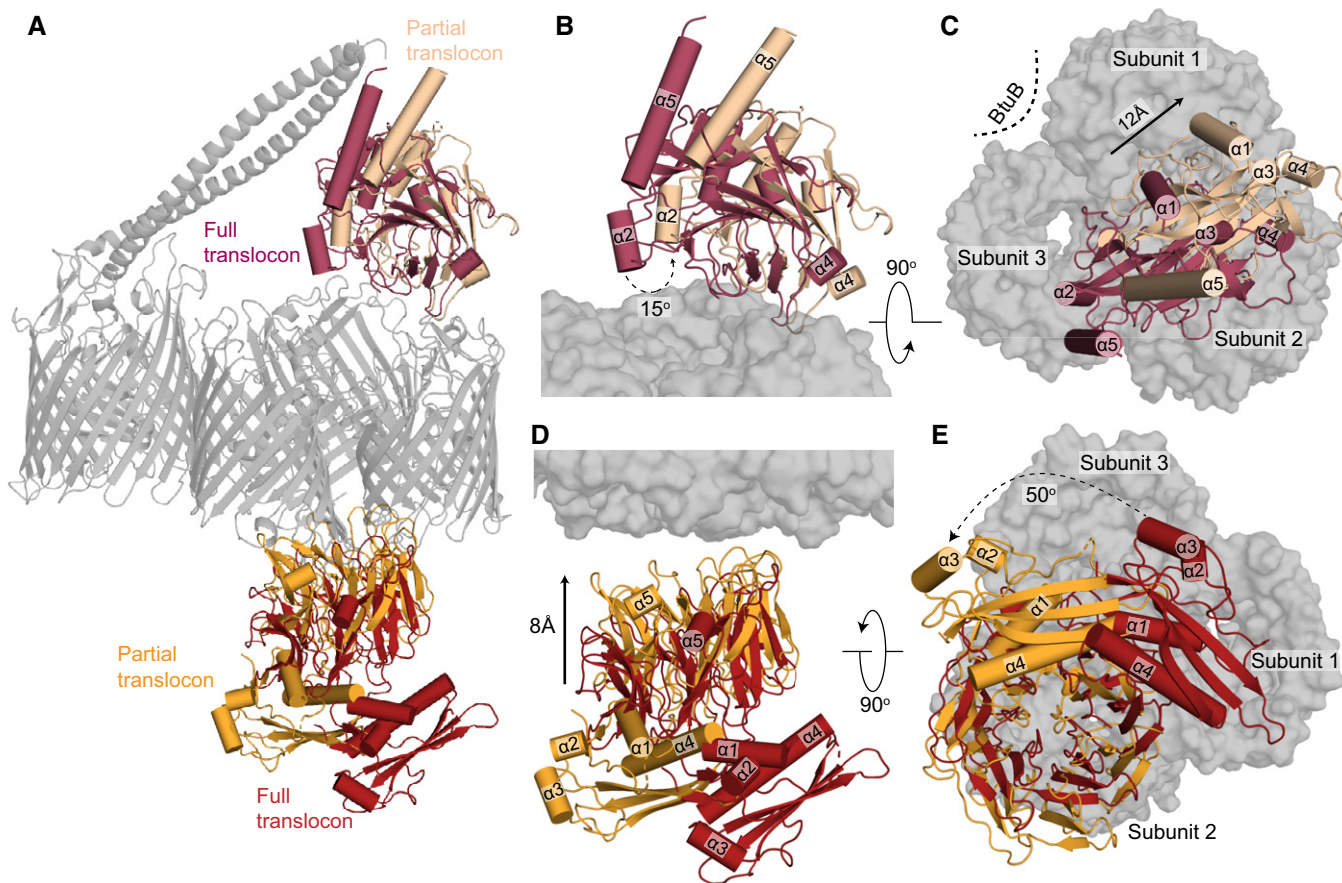 A
Partial
translocon
Full
translocon
Partial
translocon
Full
translocon
B
α5
α5
α2
α2
α4
α4
15°
90°
C
BtuB
Subunit 1
12Å
α1
α3
α4
α1
α3
α4
Subunit 3
α2
α5
Subunit 2
α5
D
8Å
α5
α5
α2
α1
α4
α1
α4
α2
α3
α3
90°
E
Subunit 3
50°
α3
α2
α3
α2
α1
α1
α4
α4
Subunit 1
Subunit 2